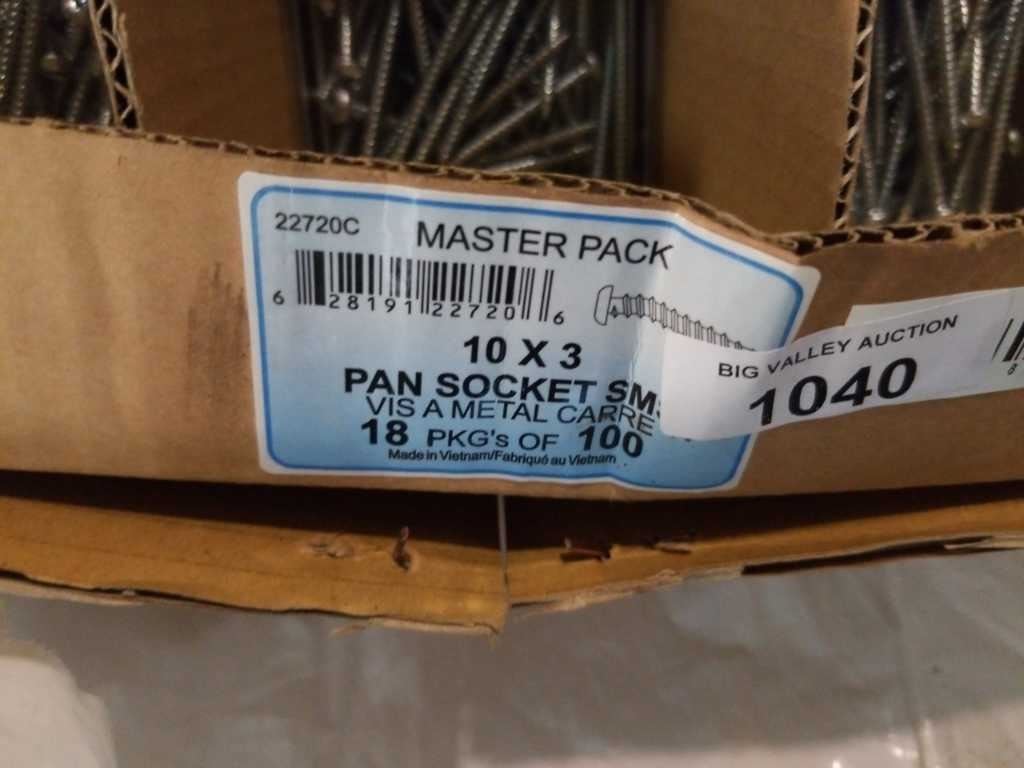 22720C
MASTER PACK
6 28191 22720 6
10 X 3
PAN SOCKET
VIS A METAL CARRE
18 PKG's OF 100
Made in Vietnam/Fabriqué au Vietnam
BIG VALLEY AUCTION
1040